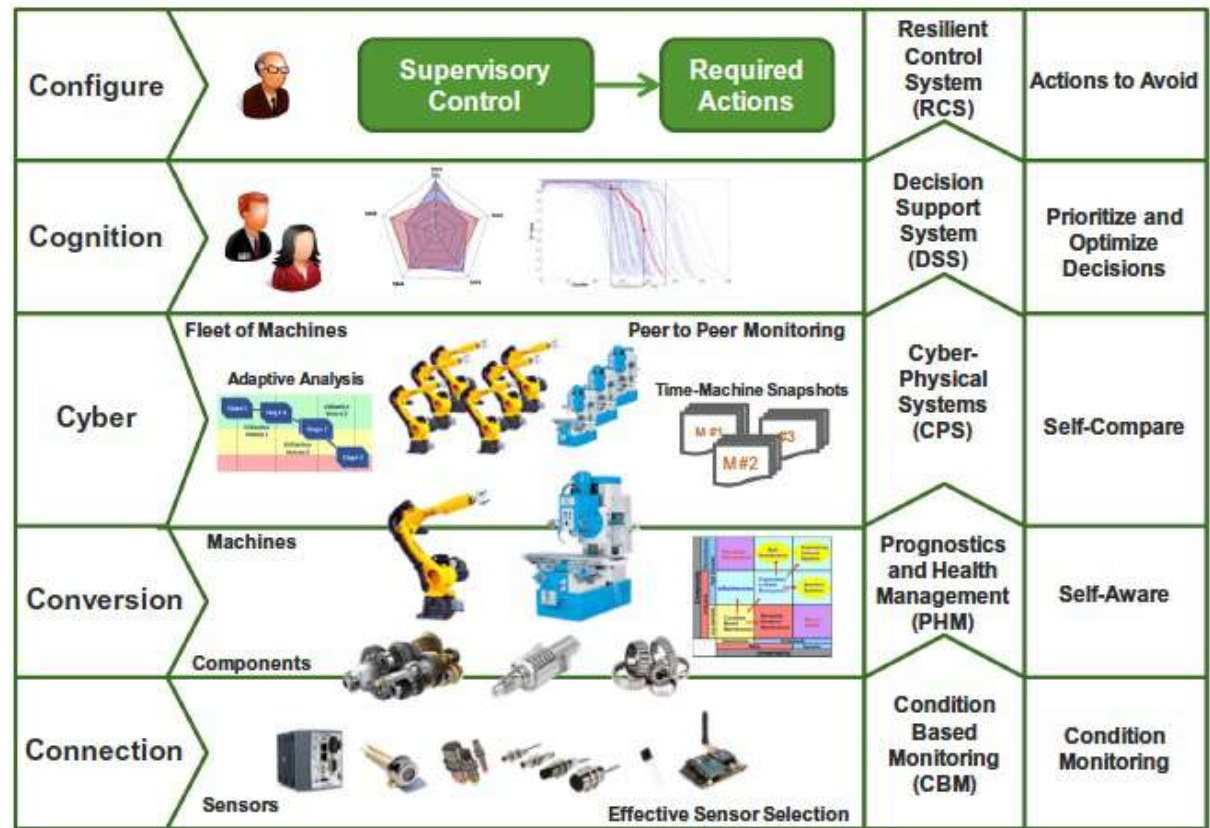 Configure
Supervisory
Control
Required
Actions
Resilient
Control
System
(RCS)
Actions to Avoid
Cognition
Decision
Support
System
(DSS)
Prioritize and
Optimize
Decisions
Cyber
Fleet of Machines
Peer to Peer Monitoring
Adaptive Analysis
Time-Machine Snapshots
M #1
#3
M #2
Cyber-
Physical
Systems
(CPS)
Self-Compare
Conversion
Machines
Components
Prognostics
and Health
Management
(PHM)
Self-Aware
Connection
Sensors
Effective Sensor Selection
Condition
Based
Monitoring
(CBM)
Condition
Monitoring